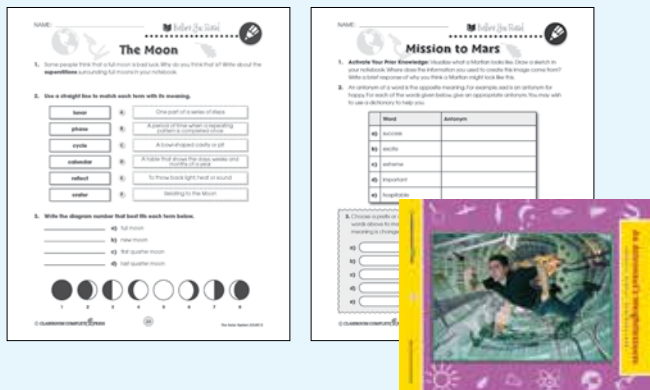 NAME:
Before You Read
The Moon
1. Some people think that a full moon is bad luck. Why do you think that is? Write about the
superstitions surrounding full moons in your notebook.
2. Use a straight line to match each term with its meaning.
lunar
One part of a series of steps
phase
A period of time when a repeating
pattern is completed once
cycle
A bowl-shaped cavity or pit
calendar
A table that shows the days, weeks and
months of a year
reflect
To throw back light, heat or sound
crater
Relating to the Moon
3. Write the diagram number that best fits each term below.
a) full moon
b) new moon
c) first quarter moon
d) last quarter moon
1 2 3 4 5 6 7 8
© CLASSROOM COMPLETE PRESS
NAME:
Before You Read
Mission to Mars
1. Activate Your Prior Knowledge: Visualize what a Martian looks like. Draw a sketch in
your notebook. Where does the information you used to create this image come from?
Write a brief response of why you think a Martian might look like this.
2. An antonym of a word is the opposite meaning. For example, sad is an antonym for
happy. For each of the words given below, give an appropriate antonym. You may wish
to use a dictionary to help you.
Word Antonym
a) success
b) excite
c) extreme
d) important
e) hospitable
3. Choose a prefix or
words above to
meaning is
a)
b)
c)
d)
e)
© CLASSROOM COMPLETE
An Astronaut's Weightlessness